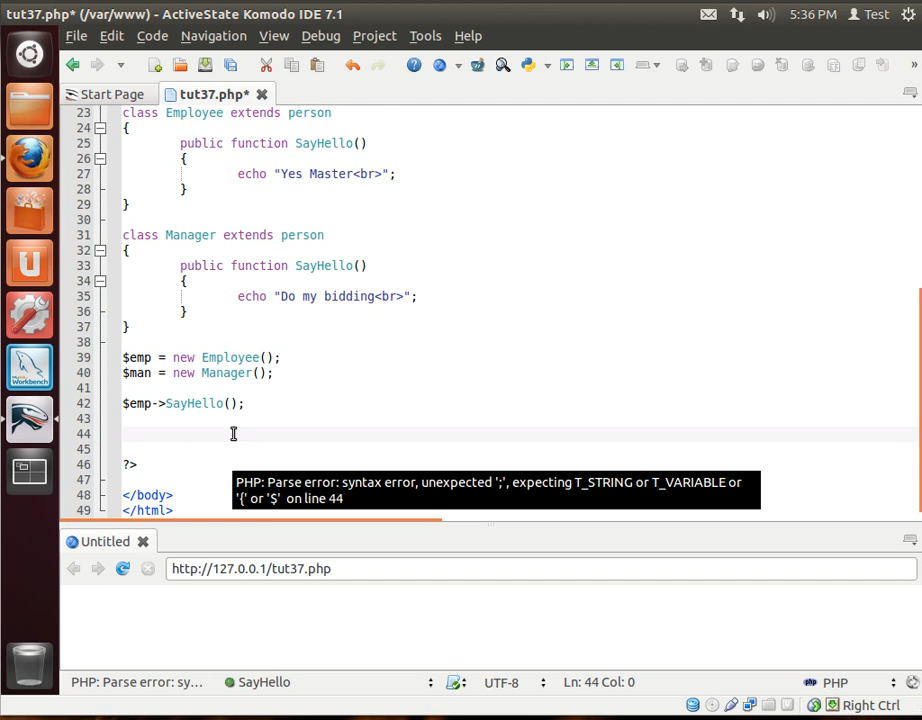 tut37.php* (/var/www) - ActiveState Komodo IDE 7.1
5:36 PM Test
File Edit Code Navigation View Debug Project Tools Help
Start Page tut37.php*
23 class Employee extends person
24 {
25 public function SayHello()
26 {
27 echo "Yes Master<br>";
28 }
29 }
30
31 class Manager extends person
32 {
33 public function SayHello()
34 {
35 echo "Do my bidding<br>";
36 }
37 }
38
39 $emp = new Employee();
40 $man = new Manager();
41
42 $emp->SayHello();
43
44
45
46 ?>
47
PHP: Parse error: syntax error, unexpected ';', expecting T_STRING or T_VARIABLE or
'{' or '$' on line 44
48 </body>
49 </html>
Untitled
http://127.0.0.1/tut37.php
PHP: Parse error: sy... SayHello UTF-8 Ln: 44 Col: 0 PHP
Right Ctrl
MySQL
Workbench